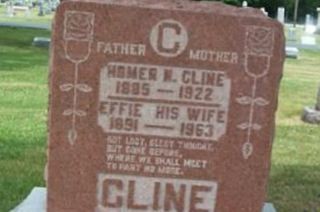 C
FATHER MOTHER
HOMER N. CLINE
1885 — 1922
EFFIE HIS WIFE
1891 — 1963
NOT LOST, BLEST THOUGHT,
BUT GONE BEFORE,
WHERE WE SHALL MEET
TO PART NO MORE.
CLINE